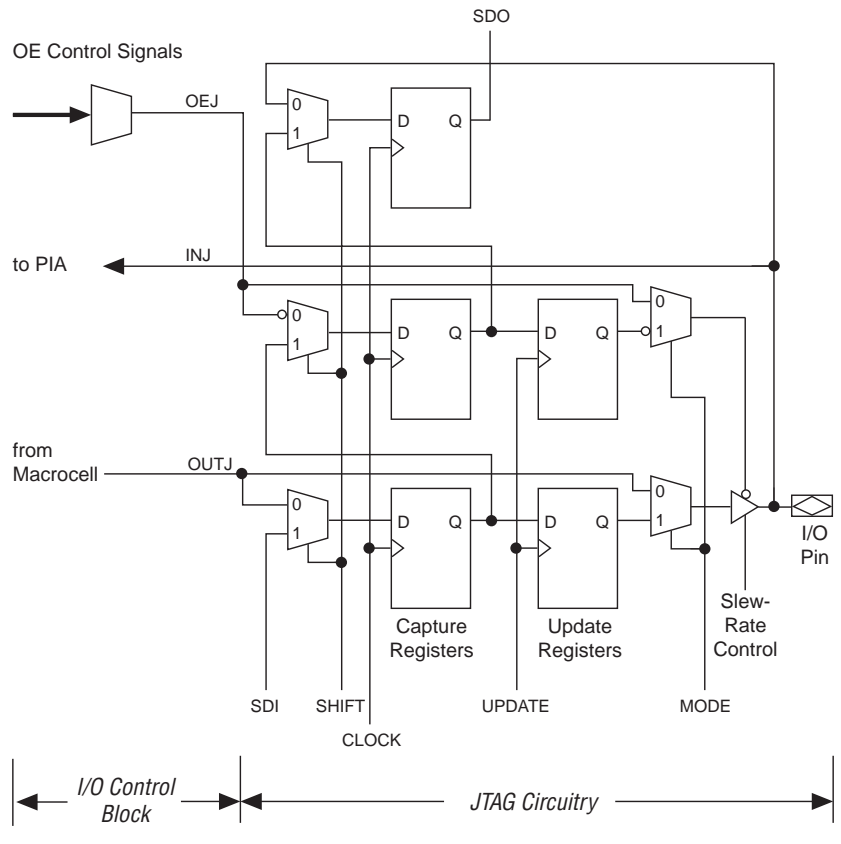 SDO
OE Control Signals
OEJ
0
1
D Q
to PIA
INJ
0
1
D Q
D Q
0
1
from
Macrocell
OUTJ
0
1
D Q
D Q
0
1
I/O
Pin
Capture
Registers
Update
Registers
Slew-
Rate
Control
SDI SHIFT UPDATE MODE
CLOCK
I/O Control
Block
JTAG Circuitry